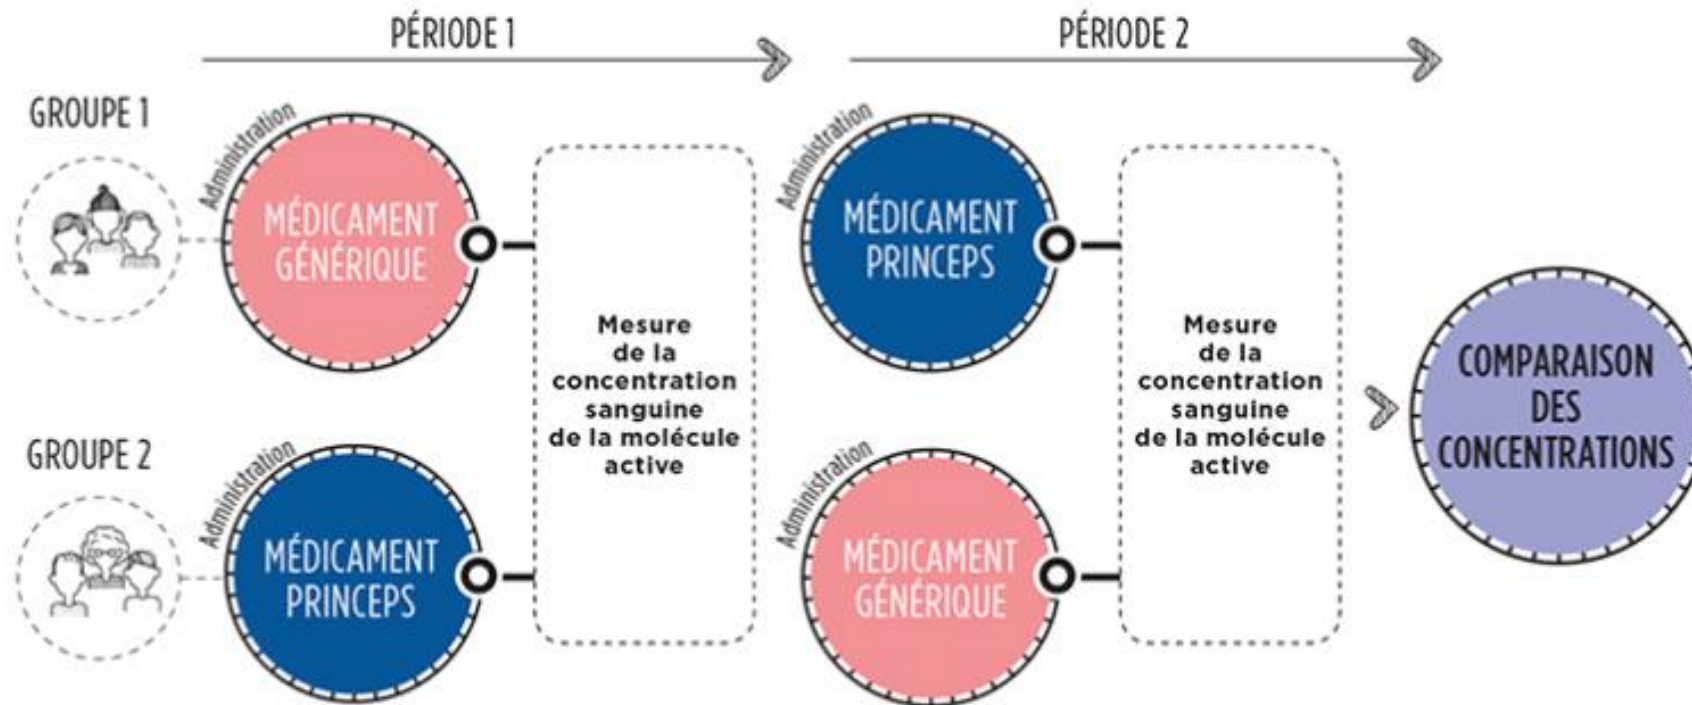 PÉRIODE 1
PÉRIODE 2
GROUPE 1
Administration
MÉDICAMENT
GÉNÉRIQUE
Administration
MÉDICAMENT
PRINCEPS
Mesure
de la
concentration
sanguine
de la molécule
active
Mesure
de la
concentration
sanguine
de la molécule
active
COMPARAISON
DES
CONCENTRATIONS
GROUPE 2
Administration
MÉDICAMENT
PRINCEPS
Administration
MÉDICAMENT
GÉNÉRIQUE